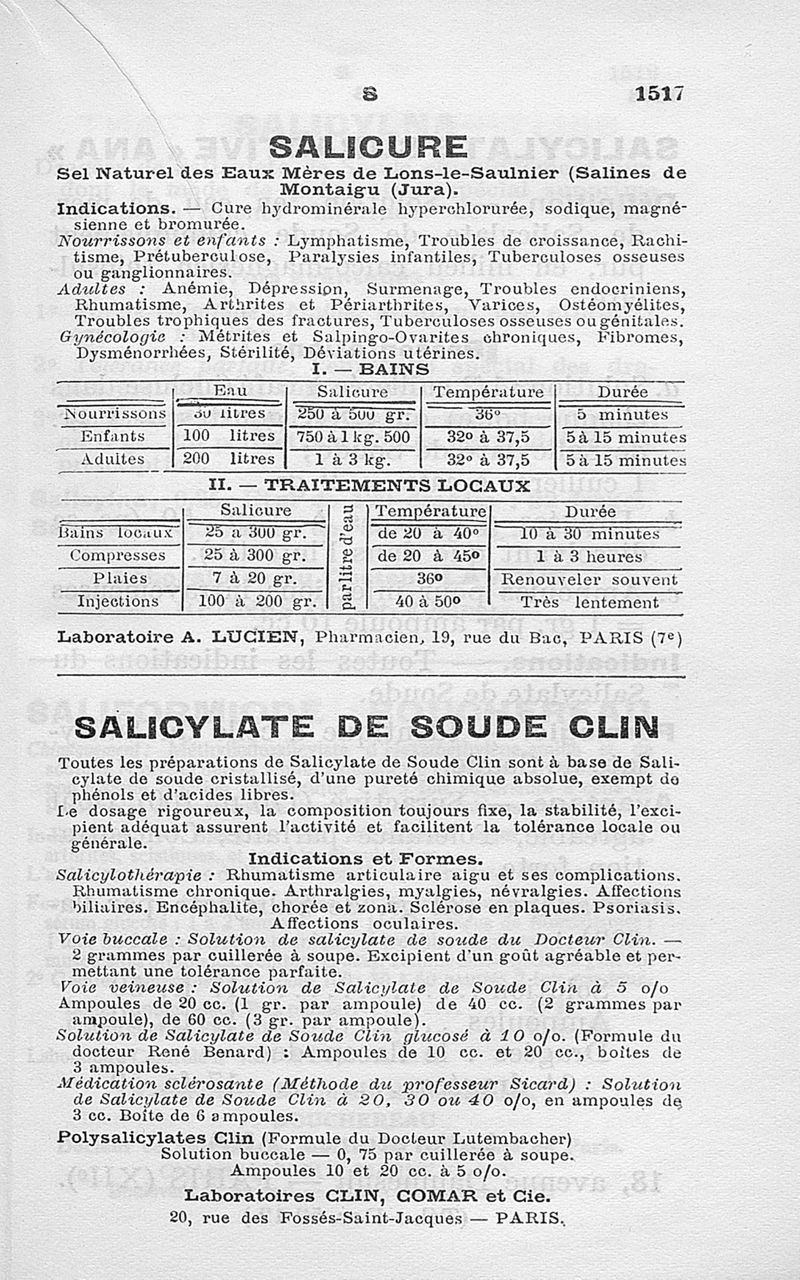 S 1517
SALICURE
Sel Naturel des Eaux Mères de Lons-le-Saulnier (Salines de
Montaigu (Jura).
Indications. — Cure hydrominérale hyperchlorurée, sodique, magné-
sienne et bromurée.
Nourrissons et enfants : Lymphatisme, Troubles de croissance, Rachi-
tisme, Prétuberculose, Paralysies infantiles, Tuberculoses osseuses
ou ganglionnaires.
Adultes : Anémie, Dépression, Surmenage, Troubles endocriniens,
Rhumatisme, Arthrites et Périarthrites, Varices, Ostéomyélites,
Troubles trophiques des fractures, Tuberculoses osseuses ou génitales.
Gynécologie : Métrites et Salpingo-Ovarites chroniques, Fibromes,
Dysménorrhées, Stérilité, Déviations utérines.
I. — BAINS
Eau Salicure Température Durée
Nourrissons 30 litres 250 à 500 gr. 36º 5 minutes
Enfants 100 litres 750 à 1 kg. 500 32º à 37,5 5 à 15 minutes
Adultes 200 litres 1 à 3 kg. 32º à 37,5 5 à 15 minutes
II. — TRAITEMENTS LOCAUX
Salicure par litre d'eau Température Durée
Bains locaux 25 à 300 gr. de 20 à 40º 10 à 30 minutes
Compresses 25 à 300 gr. de 20 à 45º 1 à 3 heures
Plaies 7 à 20 gr. 36º Renouveler souvent
Injections 100 à 200 gr. 40 à 50º Très lentement
Laboratoire A. LUCIEN, Pharmacien, 19, rue du Bac, PARIS (7e)
SALICYLATE DE SOUDE CLIN
Toutes les préparations de Salicylate de Soude Clin sont à base de Sali-
cylate de soude cristallisé, d'une pureté chimique absolue, exempt de
phénols et d'acides libres.
Le dosage rigoureux, la composition toujours fixe, la stabilité, l'exci-
pient adéquat assurent l'activité et facilitent la tolérance locale ou
générale.
Indications et Formes.
Salicylothérapie : Rhumatisme articulaire aigu et ses complications.
Rhumatisme chronique. Arthralgies, myalgies, névralgies. Affections
biliaires. Encéphalite, chorée et zona. Sclérose en plaques. Psoriasis.
Affections oculaires.
Voie buccale : Solution de salicylate de soude du Docteur Clin. —
2 grammes par cuillerée à soupe. Excipient d'un goût agréable et per-
mettant une tolérance parfaite.
Voie veineuse : Solution de Salicylate de Soude Clin à 5 o/o
Ampoules de 20 cc. (1 gr. par ampoule) de 40 cc. (2 grammes par
ampoule), de 60 cc. (3 gr. par ampoule).
Solution de Salicylate de Soude Clin glucosé à 10 o/o. (Formule du
docteur René Benard) : Ampoules de 10 cc. et 20 cc., boîtes de
3 ampoules.
Médication sclérosante (Méthode du professeur Sicard) : Solution
de Salicylate de Soude Clin à 20, 30 ou 40 o/o, en ampoules de
3 cc. Boîte de 6 ampoules.
Polysalicylates Clin (Formule du Docteur Lutembacher)
Solution buccale — 0, 75 par cuillerée à soupe.
Ampoules 10 et 20 cc. à 5 o/o.
Laboratoires CLIN, COMAR et Cie.
20, rue des Fossés-Saint-Jacques — PARIS.